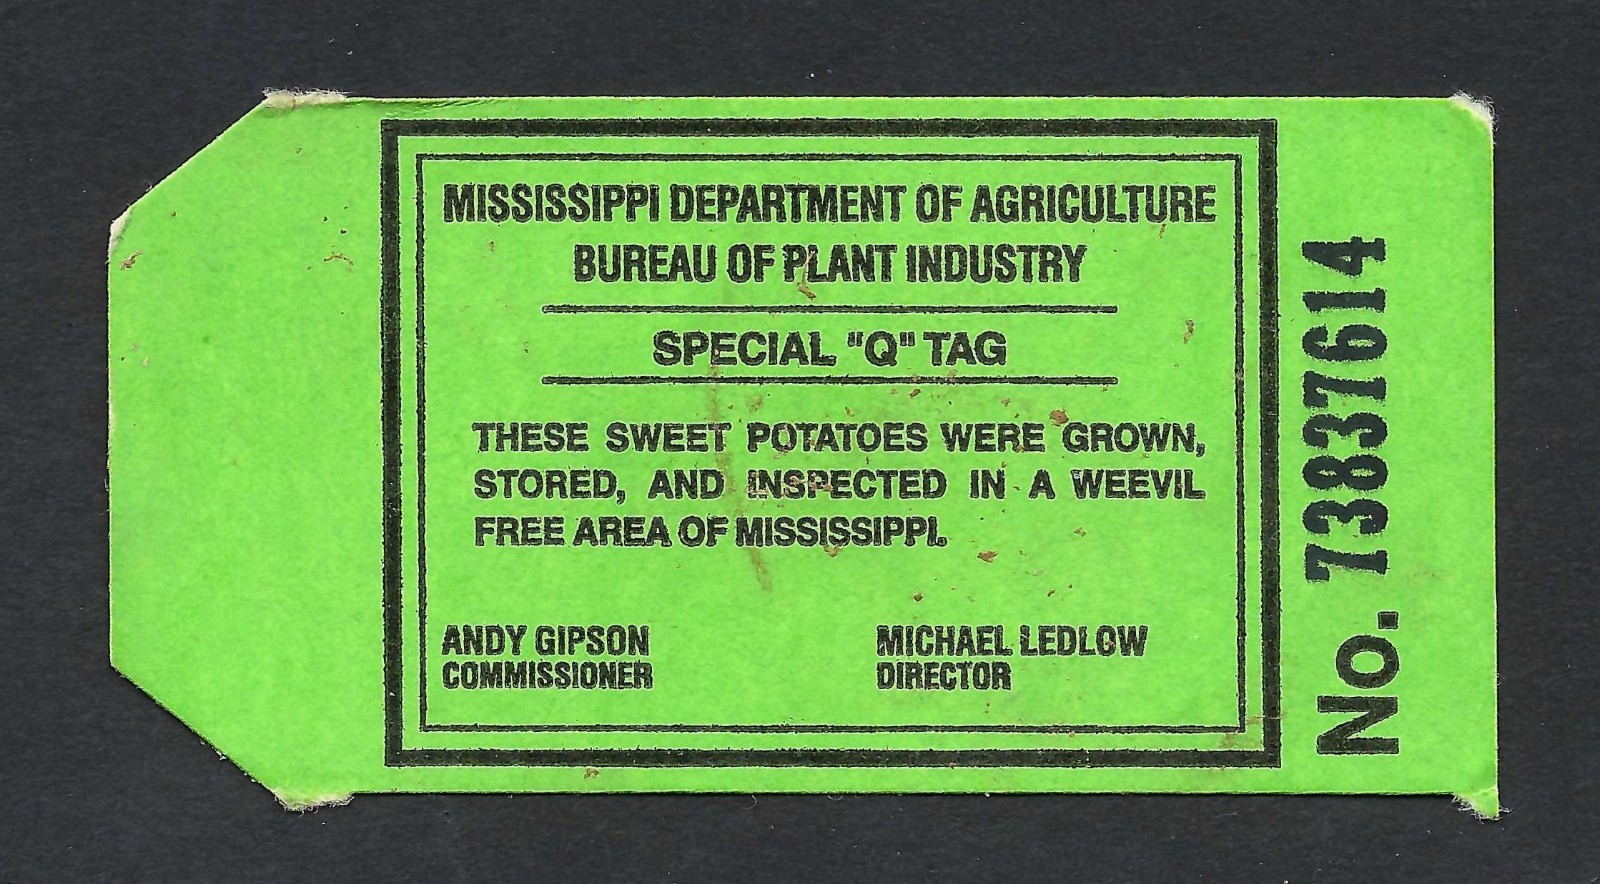 MISSISSIPPI DEPARTMENT OF AGRICULTURE
BUREAU OF PLANT INDUSTRY
SPECIAL "Q" TAG
THESE SWEET POTATOES WERE GROWN,
STORED, AND INSPECTED IN A WEEVIL
FREE AREA OF MISSISSIPPI.
ANDY GIPSON
COMMISSIONER
MICHAEL LEDLOW
DIRECTOR
No. 7387614